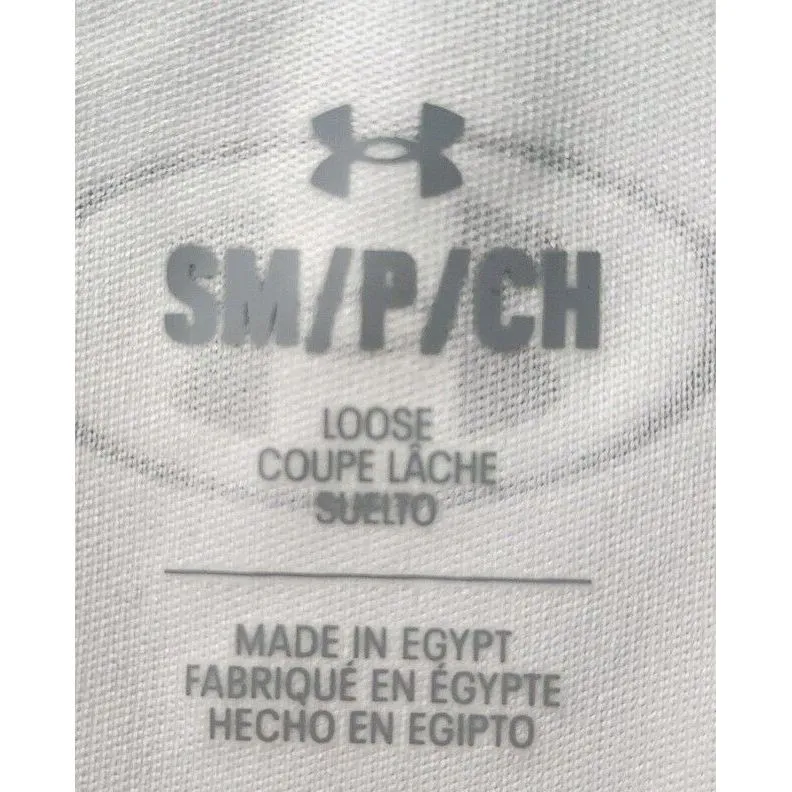 SM/P/CH
LOOSE
COUPE LÂCHE
SUELTO
MADE IN EGYPT
FABRIQUÉ EN ÉGYPTE
HECHO EN EGIPTO